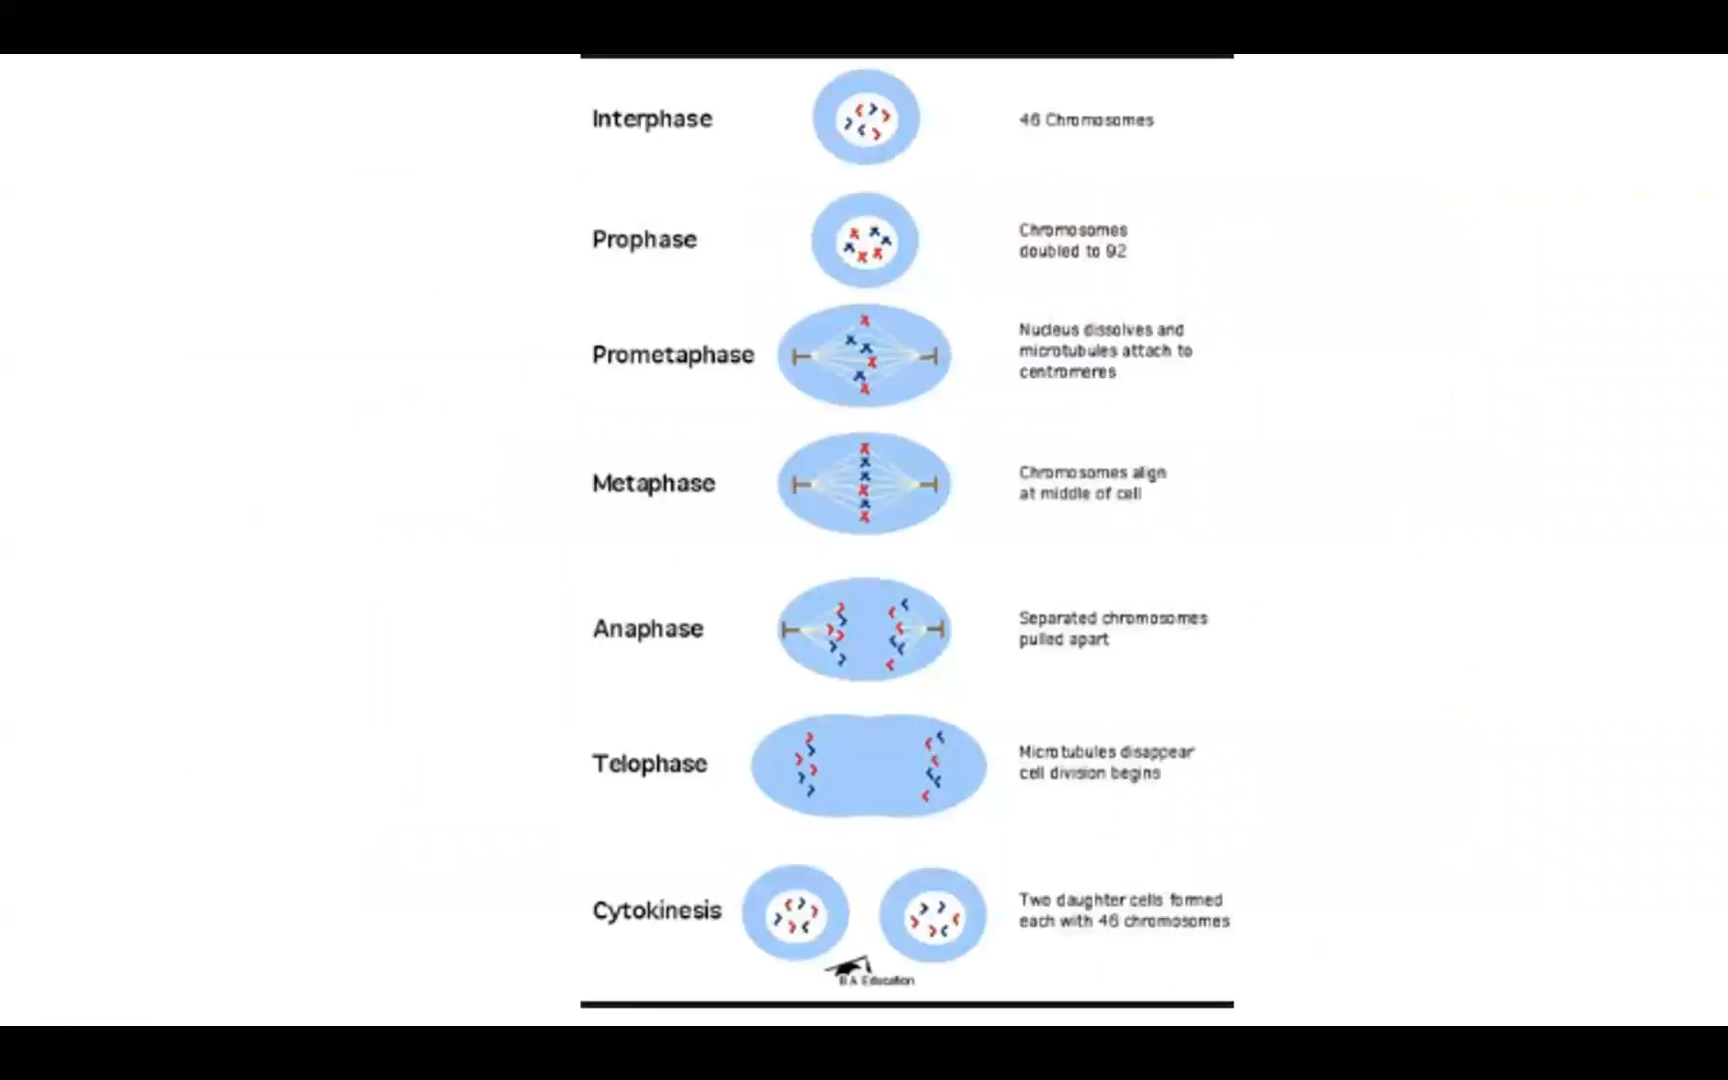 Interphase
46 Chromosomes
Prophase
Chromosomes
doubled to 92
Prometaphase
Nucleus dissolves and
microtubules attach to
centromeres
Metaphase
Chromosomes align
at middle of cell
Anaphase
Separated chromosomes
pulled apart
Telophase
Microtubules disappear
cell division begins
Cytokinesis
Two daughter cells formed
each with 46 chromosomes
Education